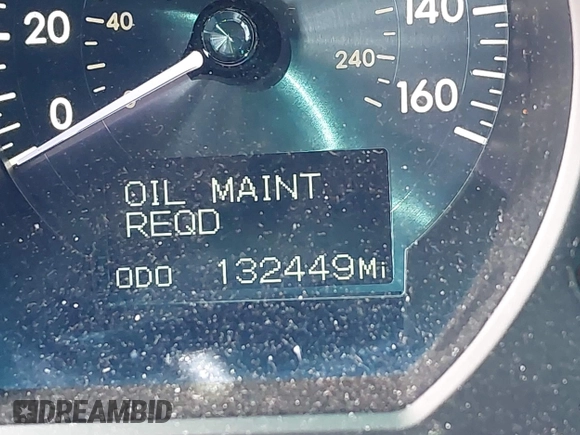 20 40 140
240
0 160
OIL MAINT
REQD
ODO 132449Mi
DREAMBID